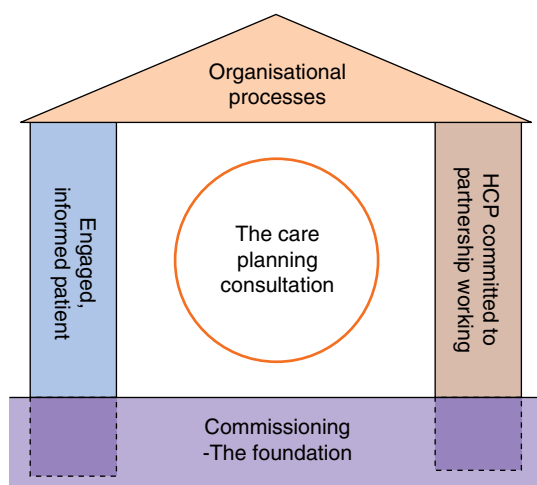 Organisational
processes
Engaged,
informed patient
The care
planning
consultation
HCP committed to
partnership working
Commissioning
-The foundation